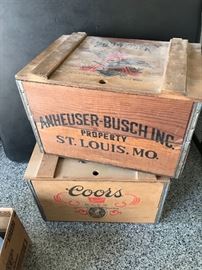 ANHEUSER-BUSCH INC.
PROPERTY
ST. LOUIS, MO.
Coors